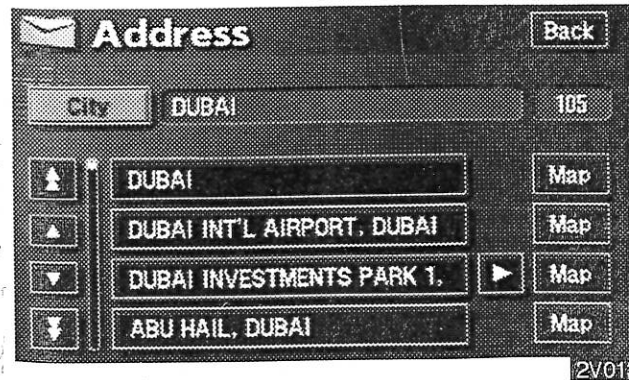 Address Back
City DUBAI 105
DUBAI Map
DUBAI INT'L AIRPORT, DUBAI Map
DUBAI INVESTMENTS PARK 1, Map
ABU HAIL, DUBAI Map
2V01